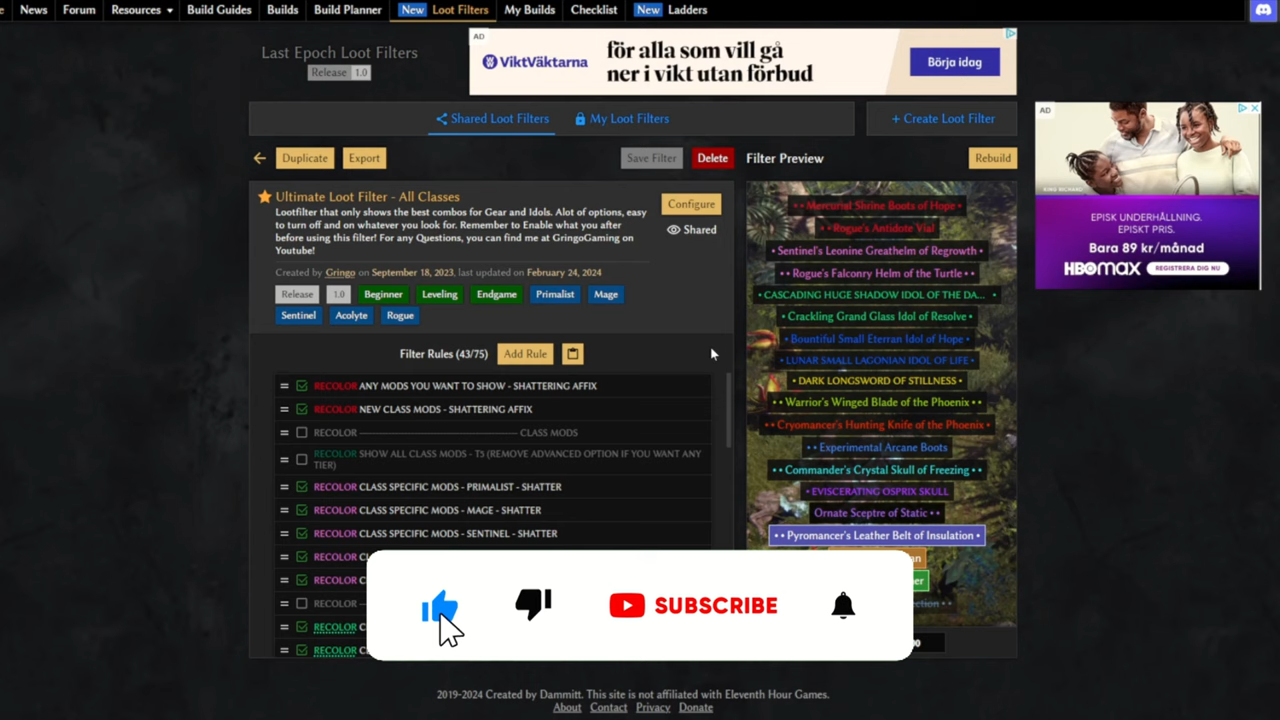 News Forum Resources Build Guides Builds Build Planner New Loot Filters My Builds Checklist New Ladders
Last Epoch Loot Filters
Release 1.0
AD
ViktVäktarna
för alla som vill gå
ner i vikt utan förbud
Börja idag
Shared Loot Filters My Loot Filters
+ Create Loot Filter
Duplicate Export Save Filter Delete
Filter Preview Rebuild
Ultimate Loot Filter - All Classes
Lootfilter that only shows the best combos for Gear and Idols. Alot of options, easy
to turn off and on whatever you look for. Remember to Enable what you after
before using this filter! For any Questions, you can find me at GringoGaming on
Youtube!
Configure
Shared
Created by Gringo on September 18, 2023, last updated on February 24, 2024
Release 1.0 Beginner Leveling Endgame Primalist Mage
Sentinel Acolyte Rogue
Filter Rules (43/75) Add Rule
RECOLOR ANY MODS YOU WANT TO SHOW - SHATTERING AFFIX
RECOLOR NEW CLASS MODS - SHATTERING AFFIX
RECOLOR ———————————— CLASS MODS
RECOLOR SHOW ALL CLASS MODS - T5 (REMOVE ADVANCED OPTION IF YOU WANT ANY
TIER)
RECOLOR CLASS SPECIFIC MODS - PRIMALIST - SHATTER
RECOLOR CLASS SPECIFIC MODS - MAGE - SHATTER
RECOLOR CLASS SPECIFIC MODS - SENTINEL - SHATTER
RECOLOR
RECOLOR
RECOLOR
RECOLOR
RECOLOR
•• Mercurial Shrine Boots of Hope •
• Rogue's Antidote Vial
• Sentinel's Leonine Greathelm of Regrowth •
•• Rogue's Falconry Helm of the Turtle ••
• CASCADING HUGE SHADOW IDOL OF THE DA... •
• Crackling Grand Glass Idol of Resolve •
• Bountiful Small Eterran Idol of Hope •
• LUNAR SMALL LAGONIAN IDOL OF LIFE •
• DARK LONGSWORD OF STILLNESS •
•• Warrior's Winged Blade of the Phoenix ••
•• Cryomancer's Hunting Knife of the Phoenix •
• Experimental Arcane Boots
•• Commander's Crystal Skull of Freezing ••
• EVISCERATING OSPRIX SKULL
Ornate Sceptre of Static ••
•• Pyromancer's Leather Belt of Insulation •
AD
KING RICHARD
EPISK UNDERHÅLLNING.
EPISKT PRIS.
Bara 89 kr/månad
HBOMAX REGISTRERA DIG NU
SUBSCRIBE
2019-2024 Created by Dammitt. This site is not affiliated with Eleventh Hour Games.
About Contact Privacy Donate